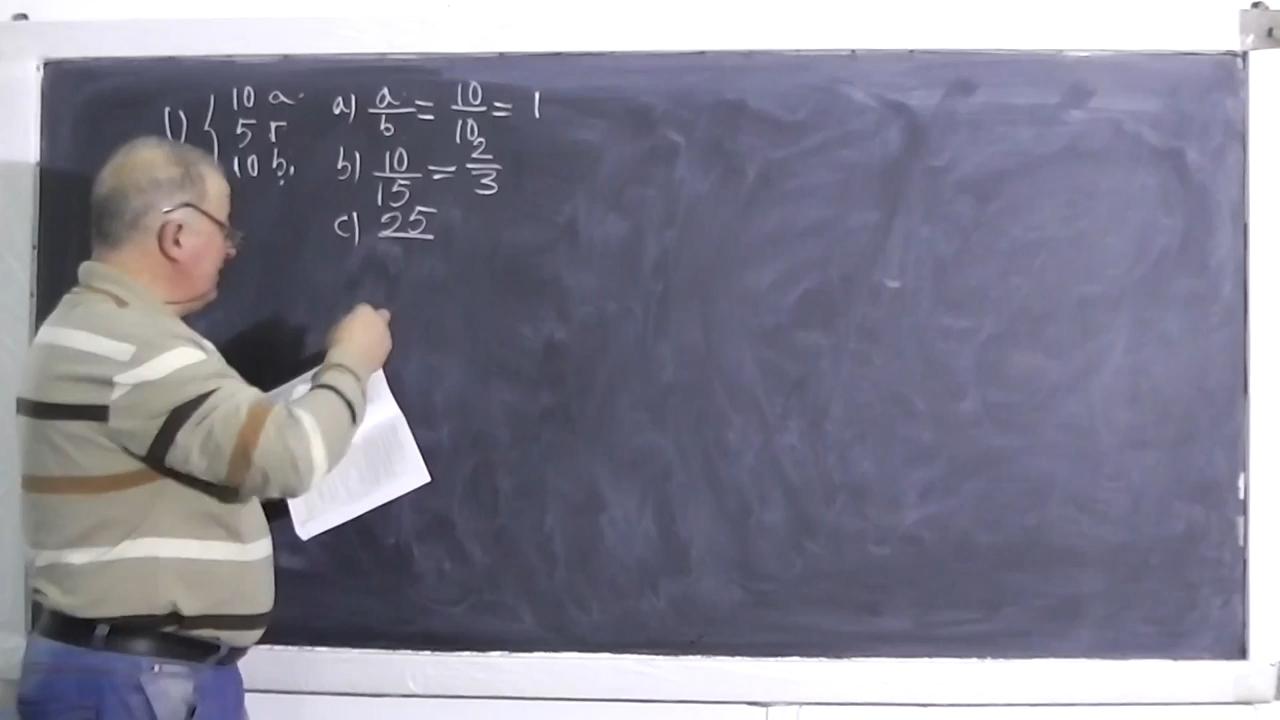 1) { 10 a. a) a/b = 10/10 = 1
5 r
10 b. b) 10/15 = 2/3
c) 25